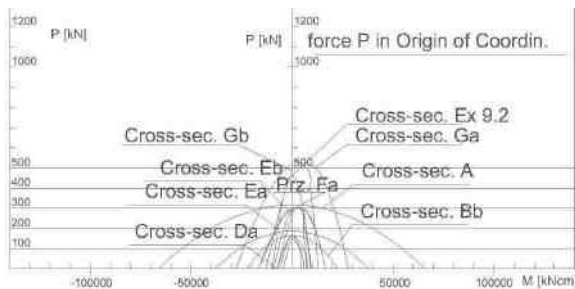 1200
P [kN]
1200
P [kN]
force P in Origin of Coordin.
1000
1000
Cross-sec. Ex 9.2
Cross-sec. Gb
Cross-sec. Ga
500
500
Cross-sec. Eb
Cross-sec. A
400
Prz. Fa
Cross-sec. Ea
300
Cross-sec. Bb
200
Cross-sec. Da
100
-100000
-50000
0
50000
100000
M [kNcm]